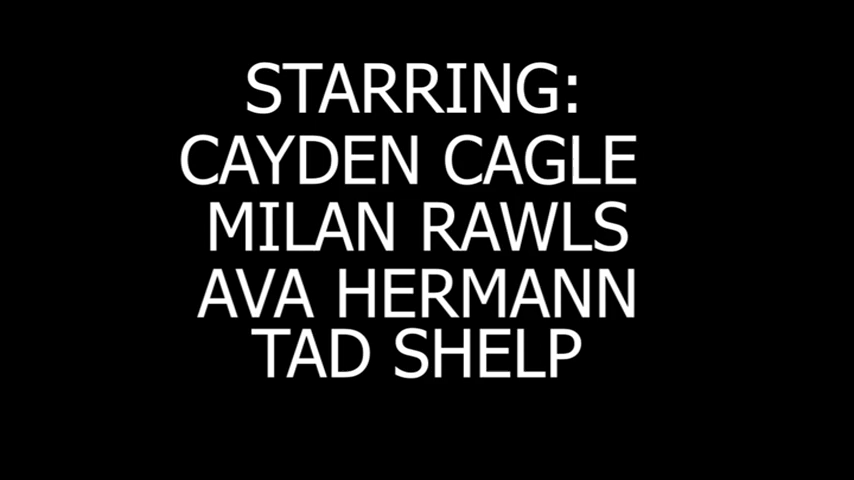 STARRING:
CAYDEN CAGLE
MILAN RAWLS
AVA HERMANN
TAD SHELP